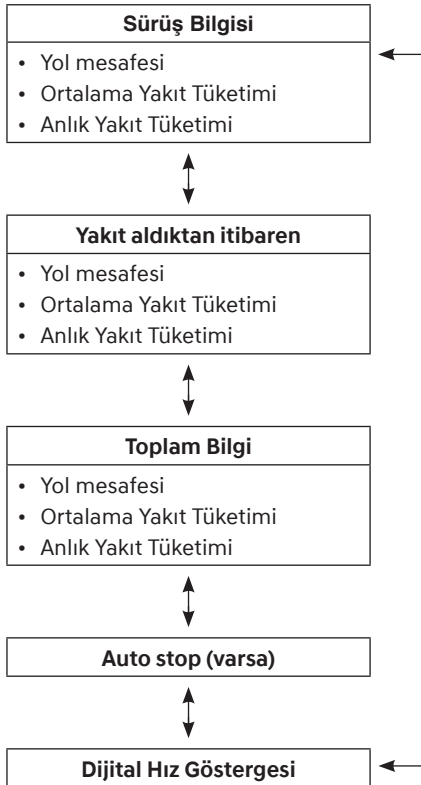 Sürüş Bilgisi
• Yol mesafesi
• Ortalama Yakıt Tüketimi
• Anlık Yakıt Tüketimi
Yakıt aldıktan itibaren
• Yol mesafesi
• Ortalama Yakıt Tüketimi
• Anlık Yakıt Tüketimi
Toplam Bilgi
• Yol mesafesi
• Ortalama Yakıt Tüketimi
• Anlık Yakıt Tüketimi
Auto stop (varsa)
Dijital Hız Göstergesi